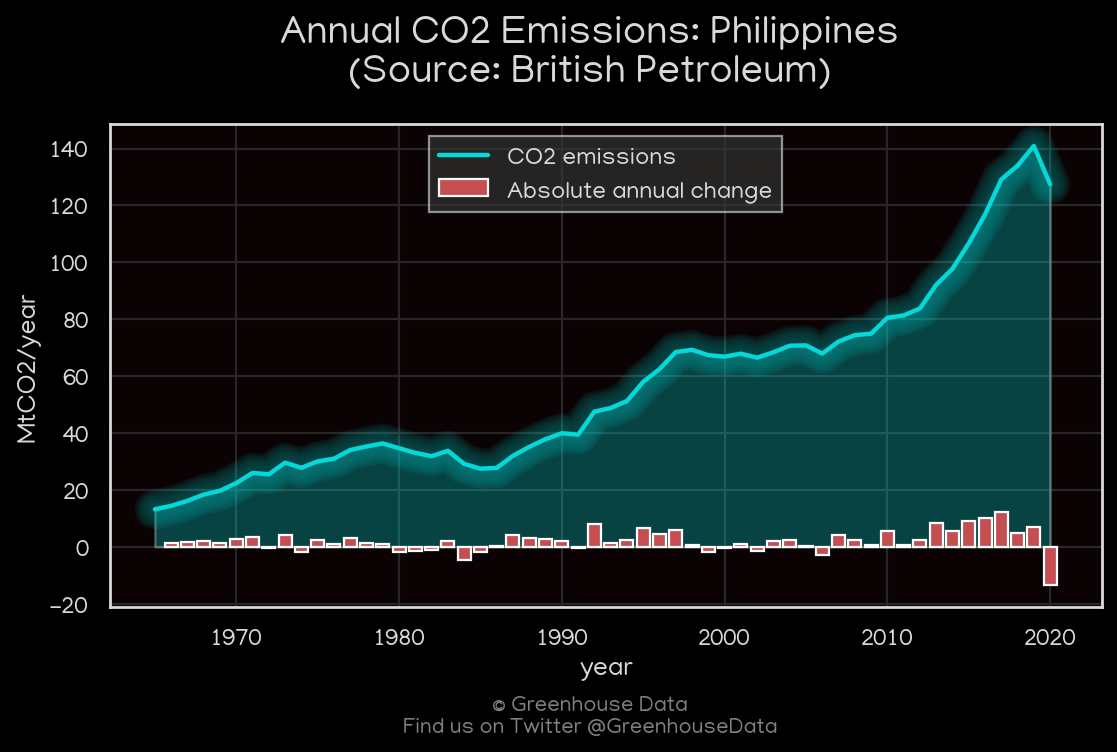 Annual CO2 Emissions: Philippines
(Source: British Petroleum)
CO2 emissions
Absolute annual change
MtCO2/year
140
120
100
80
60
40
20
0
−20
1970 1980 1990 2000 2010 2020
year
© Greenhouse Data
Find us on Twitter @GreenhouseData